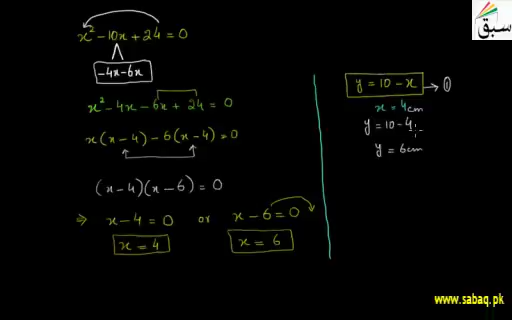 x² - 10x + 24 = 0
-4x-6x
x² - 4x - 6x + 24 = 0
x(x-4) - 6(x-4) = 0
(x-4)(x-6) = 0
⇒ x-4 = 0 or x-6 = 0
x = 4 x = 6
y = 10 - x → ①
x = 4cm
y = 10 - 4
y = 6cm
سبق
www.sabaq.pk